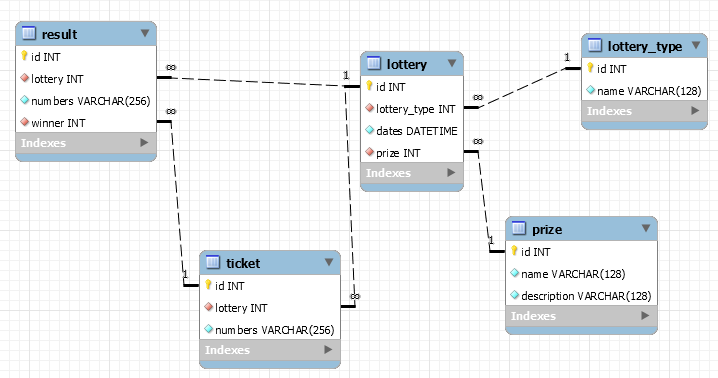 result
id INT
lottery INT
numbers VARCHAR(256)
winner INT
Indexes
∞
∞
1
lottery
id INT
lottery_type INT
dates DATETIME
prize INT
Indexes
∞
∞
1
lottery_type
id INT
name VARCHAR(128)
Indexes
1
ticket
id INT
lottery INT
numbers VARCHAR(256)
Indexes
∞
1
prize
id INT
name VARCHAR(128)
description VARCHAR(128)
Indexes